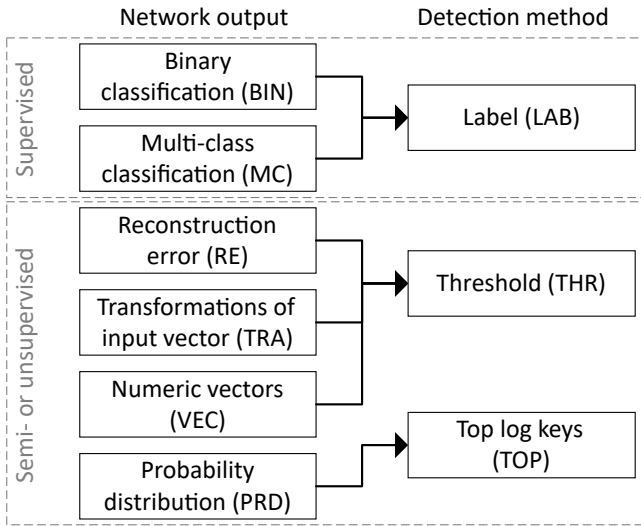 Network output
Detection method
Supervised
Binary
classification (BIN)
Multi-class
classification (MC)
Label (LAB)
Semi- or unsupervised
Reconstruction
error (RE)
Transformations of
input vector (TRA)
Numeric vectors
(VEC)
Probability
distribution (PRD)
Threshold (THR)
Top log keys
(TOP)